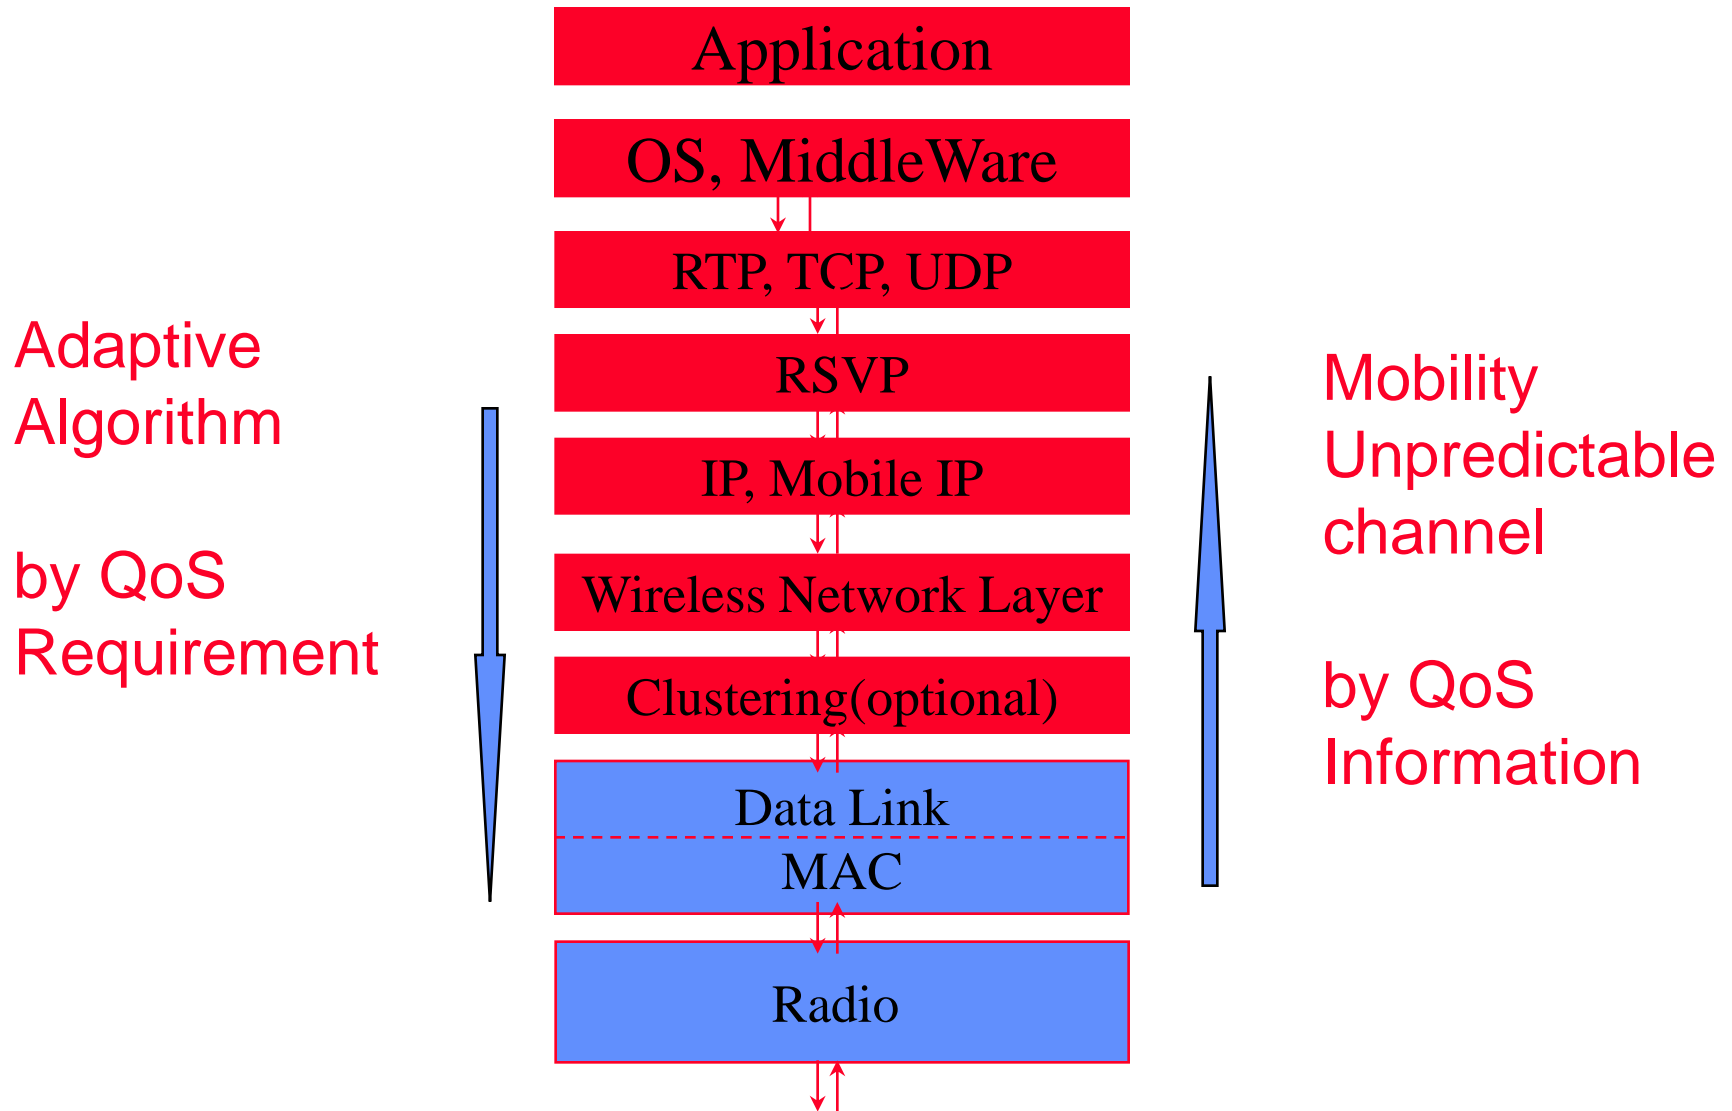 Application
OS, MiddleWare
RTP, TCP, UDP
RSVP
IP, Mobile IP
Wireless Network Layer
Clustering(optional)
Data Link
MAC
Radio
Adaptive
Algorithm
by QoS
Requirement
Mobility
Unpredictable
channel
by QoS
Information